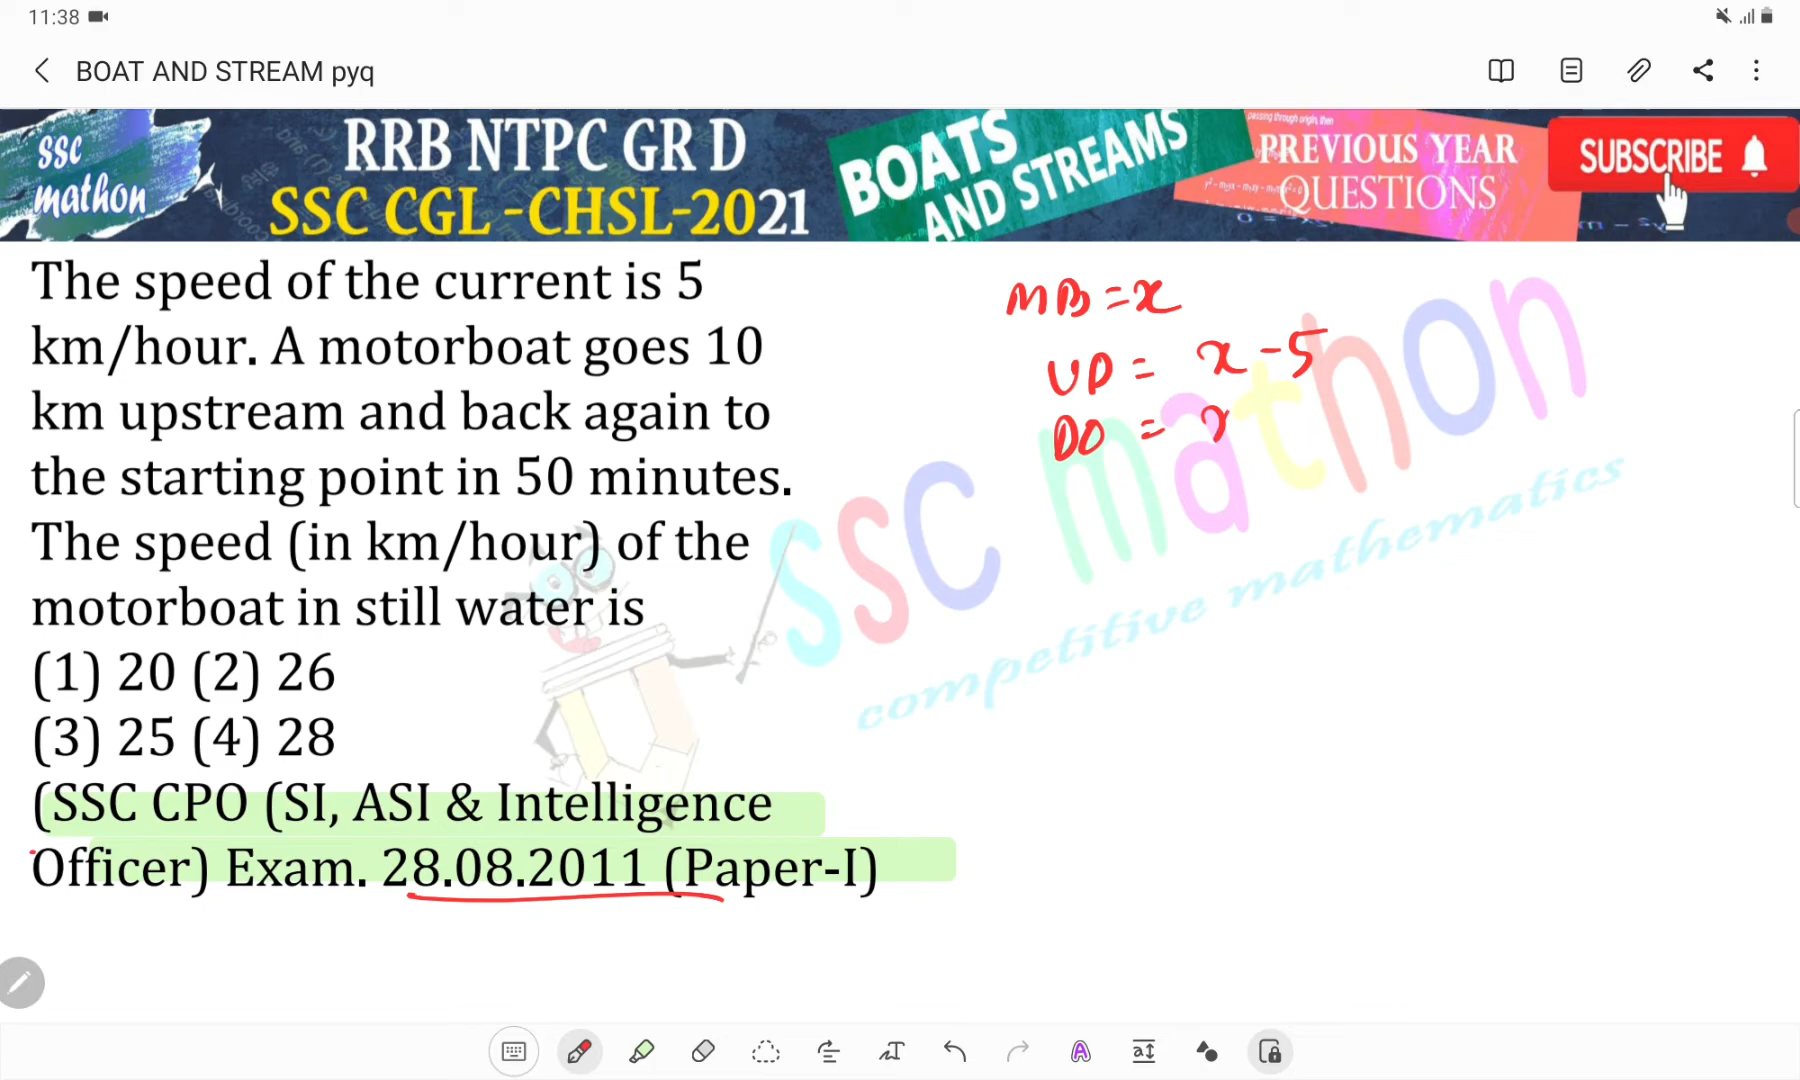 11:38
BOAT AND STREAM pyq
SSC
mathon
RRB NTPC GR D
SSC CGL -CHSL-2021
BOATS
AND STREAMS
passing through origin, then
PREVIOUS YEAR
QUESTIONS
SUBSCRIBE
The speed of the current is 5
km/hour. A motorboat goes 10
km upstream and back again to
the starting point in 50 minutes.
The speed (in km/hour) of the
motorboat in still water is
(1) 20 (2) 26
(3) 25 (4) 28
(SSC CPO (SI, ASI & Intelligence
Officer) Exam. 28.08.2011 (Paper-I)
MB = x
UP = x - 5
DO = x
ssc mathon
competitive mathematics